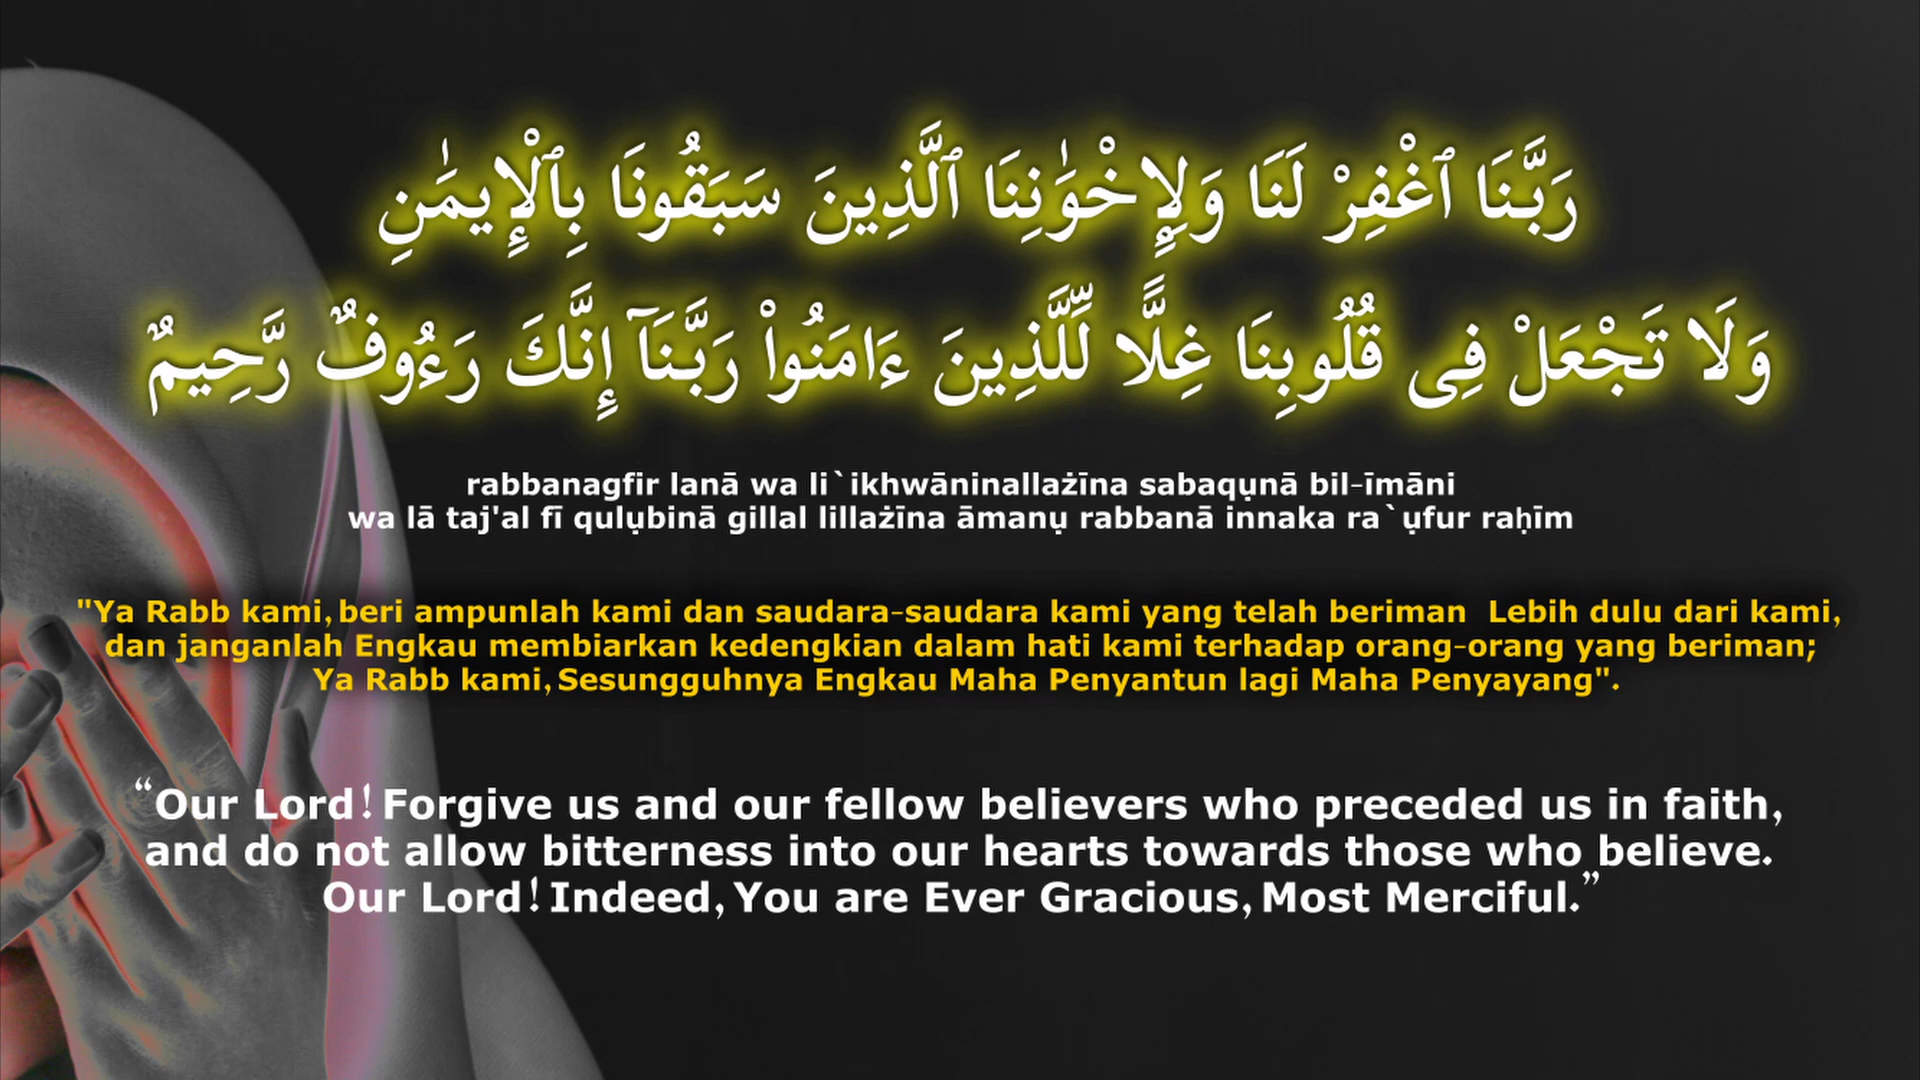 رَبَّنَا ٱغْفِرْ لَنَا وَلِإِخْوَٰنِنَا ٱلَّذِينَ سَبَقُونَا بِٱلْإِيمَٰنِ
وَلَا تَجْعَلْ فِى قُلُوبِنَا غِلًّا لِّلَّذِينَ ءَامَنُوا۟ رَبَّنَآ إِنَّكَ رَءُوفٌ رَّحِيمٌ
rabbanagfir lanā wa li`ikhwāninallażīna sabaqụnā bil-īmāni
wa lā taj'al fī qulụbinā gillal lillażīna āmanụ rabbanā innaka ra`ụfur raḥīm
"Ya Rabb kami, beri ampunlah kami dan saudara-saudara kami yang telah beriman  Lebih dulu dari kami,
dan janganlah Engkau membiarkan kedengkian dalam hati kami terhadap orang-orang yang beriman;
Ya Rabb kami, Sesungguhnya Engkau Maha Penyantun lagi Maha Penyayang".
“Our Lord! Forgive us and our fellow believers who preceded us in faith,
and do not allow bitterness into our hearts towards those who believe.
Our Lord! Indeed, You are Ever Gracious, Most Merciful.”